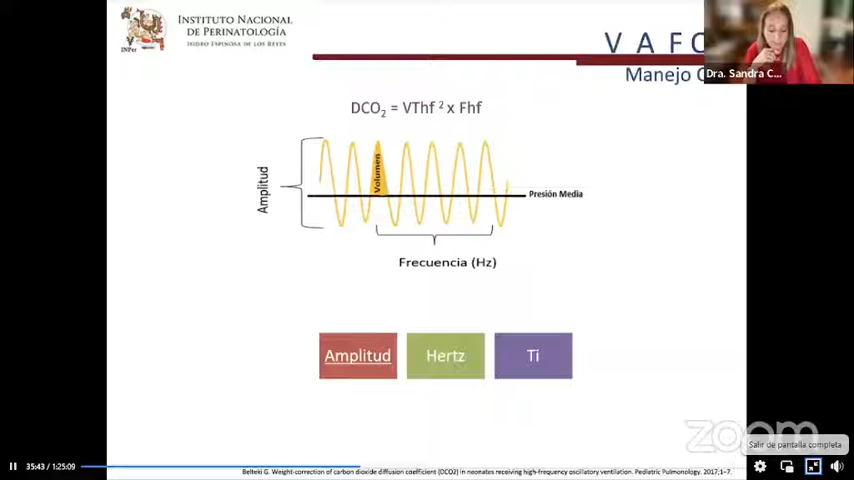 INSTITUTO NACIONAL
DE PERINATOLOGÍA
ISIDRO ESPINOSA DE LOS REYES
INPer
V A F O
Manejo
Dra. Sandra C...
DCO2 = VThf 2 x Fhf
Amplitud
Volumen
Presión Media
Frecuencia (Hz)
Amplitud
Hertz
Ti
zoom
Salir de pantalla completa
35:43 / 1:25:09
Belteki G. Weight-correction of carbon dioxide diffusion coefficient (DCO2) in neonates receiving high-frequency oscillatory ventilation. Pediatric Pulmonology. 2017;1–7.